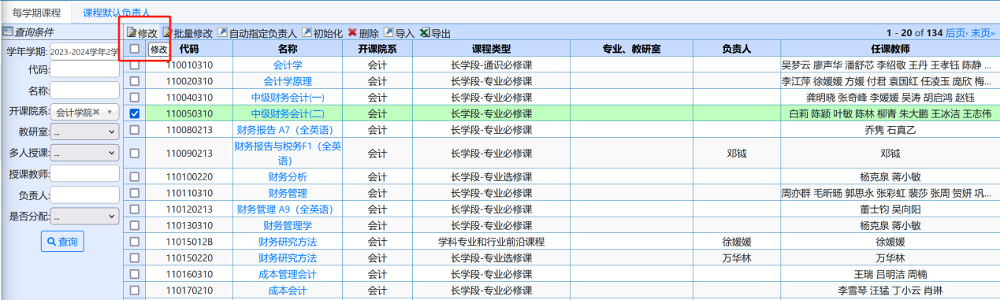 每学期课程 课程默认负责人
查询条件
学年学期: 2023-2024学年2学
代码:
名称:
开课院系: 会计学院
教研室: ...
多人授课: ...
授课教师:
负责人:
是否分配: ...
查询
修改 批量修改 自动指定负责人 初始化 删除 导入 导出 1 - 20 of 134 后页› 末页»
修改
代码 名称 开课院系 课程类型 专业、教研室 负责人 任课教师
110010310 会计学 会计 长学段-通识必修课 吴梦云 廖声华 潘舒芯 李绍敬 王丹 王孝钰 陈静 ...
110020310 会计学原理 会计 长学段-专业必修课 李江萍 徐媛媛 方媛 付君 袁国红 任凌玉 庞欣 梅...
110040310 中级财务会计(一) 会计 长学段-专业必修课 龚明晓 张奇峰 李媛媛 吴涛 胡启鸿 赵钰
110050310 中级财务会计(二) 会计 长学段-专业必修课 白莉 陈颖 叶敏 陈林 柳青 朱大鹏 王冰洁 王志伟
110080213 财务报告 A7（全英语） 会计 长学段-专业必修课 乔隽 石真乙
110090213 财务报告与税务F1（全英
语） 会计 长学段-专业必修课 邓钺 邓钺
110100220 财务分析 会计 长学段-专业选修课 杨克泉 蒋小敏
110110310 财务管理 会计 长学段-专业必修课 周亦群 毛昕旸 郭思永 张彩虹 裴莎 张周 贺妍 巩...
110120213 财务管理 A9（全英语） 会计 长学段-专业必修课 董士钧 吴向阳
110130310 财务管理学 会计 长学段-专业必修课 杨克泉 蒋小敏
11015012B 财务研究方法 会计 学科专业和行业前沿课程 徐媛媛 徐媛媛
110150220 财务研究方法 会计 长学段-专业选修课 万华林 万华林
110160310 成本管理会计 会计 长学段-专业必修课 王瑞 吕明洁 周楠
110170210 成本会计 会计 长学段-专业必修课 李雪琴 汪猛 丁小云 肖琳